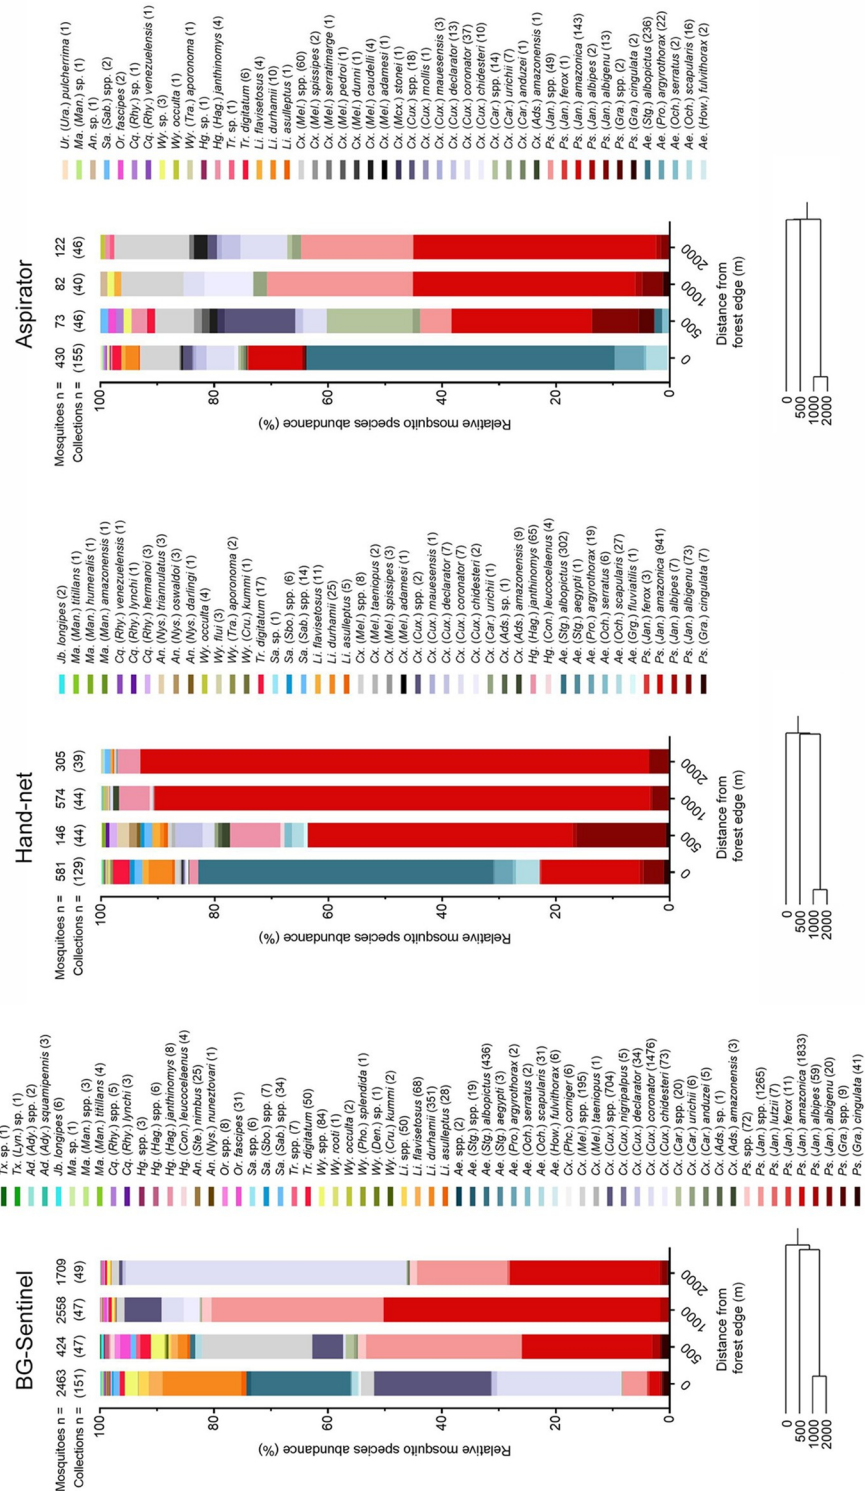 BG-Sentinel
Mosquitoes n = 2463 424 2558 1709
Collections n = (151) (47) (47) (49)
Relative mosquito species abundance (%)
100
80
60
40
20
0
0 500 1000 2000
Distance from
forest edge (m)
0
500
1000
2000
Tx. sp. (1)
Tx. (Lyn.) sp. (1)
Ad. (Ady.) spp. (2)
Ad. (Ady.) squamipennis (3)
Jb. longipes (6)
Ma. sp. (1)
Ma. (Man.) spp. (3)
Ma. (Man.) titillans (4)
Cq. (Rhy.) spp. (5)
Cq. (Rhy.) lynchi (3)
Hg. spp. (3)
Hg. (Hag.) spp. (6)
Hg. (Hag.) janthinomys (8)
Hg. (Con.) leucocelaenus (4)
An. (Ste.) nimbus (25)
An. (Nys.) nuneztovari (1)
Or. spp. (8)
Or. fascipes (31)
Sa. spp. (6)
Sa. (Sbo.) spp. (7)
Sa. (Sab.) spp. (34)
Tr. spp. (7)
Tr. digitatum (50)
Wy. spp. (84)
Wy. roucouyana (1)
Wy. occulta (2)
Wy. (Pho.) splendida (1)
Wy. (Den.) sp. (1)
Wy. (Cru.) kummi (2)
Li. spp. (50)
Li. flavisetosus (68)
Li. durhamii (351)
Li. asulleptus (28)
Ae. spp. (2)
Ae. (Stg.) spp. (19)
Ae. (Stg.) albopictus (436)
Ae. (Stg.) aegypti (3)
Ae. (Pro.) argyrothorax (2)
Ae. (Och.) serratus (2)
Ae. (Och.) scapularis (31)
Ae. (How.) fulvithorax (6)
Cx. (Phc.) corniger (6)
Cx. (Mel.) spp. (195)
Cx. (Mel.) taeniopus (1)
Cx. (Cux.) spp. (704)
Cx. (Cux.) nigripalpus (5)
Cx. (Cux.) declarator (34)
Cx. (Cux.) coronator (1476)
Cx. (Cux.) chidesteri (73)
Cx. (Car.) spp. (20)
Cx. (Car.) urichii (6)
Cx. (Car.) anduzei (5)
Cx. (Ads.) sp. (1)
Cx. (Ads.) amazonensis (3)
Ps. spp. (72)
Ps. (Jan.) spp. (1265)
Ps. (Jan.) lutzii (7)
Ps. (Jan.) ferox (11)
Ps. (Jan.) amazonica (1833)
Ps. (Jan.) albipes (59)
Ps. (Jan.) albigenu (20)
Ps. (Gra.) spp. (9)
Ps. (Gra.) cingulata (41)
Hand-net
Mosquitoes n = 581 146 574 305
Collections n = (129) (44) (44) (39)
Relative mosquito species abundance (%)
100
80
60
40
20
0
0 500 1000 2000
Distance from
forest edge (m)
0
500
1000
2000
Jb. longipes (2)
Ma. (Man.) titillans (1)
Ma. (Man.) humeralis (1)
Ma. (Man.) amazonensis (1)
Cq. (Rhy.) venezuelensis (1)
Cq. (Rhy.) lynchi (1)
Cq. (Rhy.) hermanoi (3)
An. (Nys.) triannulatus (3)
An. (Nys.) oswaldoi (3)
An. (Nys.) darlingi (1)
Wy. occulta (4)
Wy. flui (3)
Wy. (Tra.) aporonoma (2)
Wy. (Cru.) kummi (1)
Tr. digitatum (17)
Sa. sp. (1)
Sa. (Sbo.) spp. (6)
Sa. (Sab.) spp. (14)
Li. flavisetosus (11)
Li. durhamii (25)
Li. asulleptus (5)
Cx. (Mel.) spp. (8)
Cx. (Mel.) taeniopus (2)
Cx. (Mel.) spissipes (3)
Cx. (Mel.) adamesi (1)
Cx. (Cux.) spp. (2)
Cx. (Cux.) mauesensis (1)
Cx. (Cux.) declarator (7)
Cx. (Cux.) coronator (7)
Cx. (Cux.) chidesteri (2)
Cx. (Car.) urichii (1)
Cx. (Ads.) sp. (1)
Cx. (Ads.) amazonensis (9)
Hg. (Hag.) janthinomys (65)
Hg. (Con.) leucocelaenus (4)
Ae. (Stg.) albopictus (302)
Ae. (Stg.) aegypti (1)
Ae. (Pro.) argyrothorax (19)
Ae. (Och.) serratus (6)
Ae. (Och.) scapularis (27)
Ae. (Grg.) fluviatilis (1)
Ps. (Jan.) ferox (3)
Ps. (Jan.) amazonica (941)
Ps. (Jan.) albipes (7)
Ps. (Jan.) albigenu (73)
Ps. (Gra.) cingulata (7)
Aspirator
Mosquitoes n = 430 73 82 122
Collections n = (155) (46) (40) (46)
Relative mosquito species abundance (%)
100
80
60
40
20
0
0 500 1000 2000
Distance from
forest edge (m)
0
500
1000
2000
Ur. (Ura.) pulcherrima (1)
Ma. (Man.) sp. (1)
An. sp. (1)
Sa. (Sab.) spp. (2)
Or. fascipes (2)
Cq. (Rhy.) sp. (1)
Cq. (Rhy.) venezuelensis (1)
Wy. sp. (3)
Wy. occulta (1)
Wy. (Tra.) aporonoma (1)
Hg. sp. (1)
Hg. (Hag.) janthinomys (4)
Tr. sp. (1)
Tr. digitatum (6)
Li. flavisetosus (4)
Li. durhamii (10)
Li. asulleptus (1)
Cx. (Mel.) spp. (60)
Cx. (Mel.) spissipes (2)
Cx. (Mel.) serratimarge (1)
Cx. (Mel.) pedroi (1)
Cx. (Mel.) dunni (1)
Cx. (Mel.) caudelli (4)
Cx. (Mel.) adamesi (1)
Cx. (Mcx.) stonei (1)
Cx. (Cux.) spp. (18)
Cx. (Cux.) mollis (1)
Cx. (Cux.) mauesensis (3)
Cx. (Cux.) declarator (13)
Cx. (Cux.) coronator (37)
Cx. (Cux.) chidesteri (10)
Cx. (Car.) spp. (14)
Cx. (Car.) urichii (7)
Cx. (Car.) anduzei (1)
Cx. (Ads.) amazonensis (1)
Ps. (Jan.) spp. (49)
Ps. (Jan.) ferox (1)
Ps. (Jan.) amazonica (143)
Ps. (Jan.) albipes (2)
Ps. (Jan.) albigenu (13)
Ps. (Gra.) spp. (2)
Ps. (Gra.) cingulata (2)
Ae. (Stg.) albopictus (236)
Ae. (Pro.) argyrothorax (22)
Ae. (Och.) serratus (2)
Ae. (Och.) scapularis (16)
Ae. (How.) fulvithorax (2)